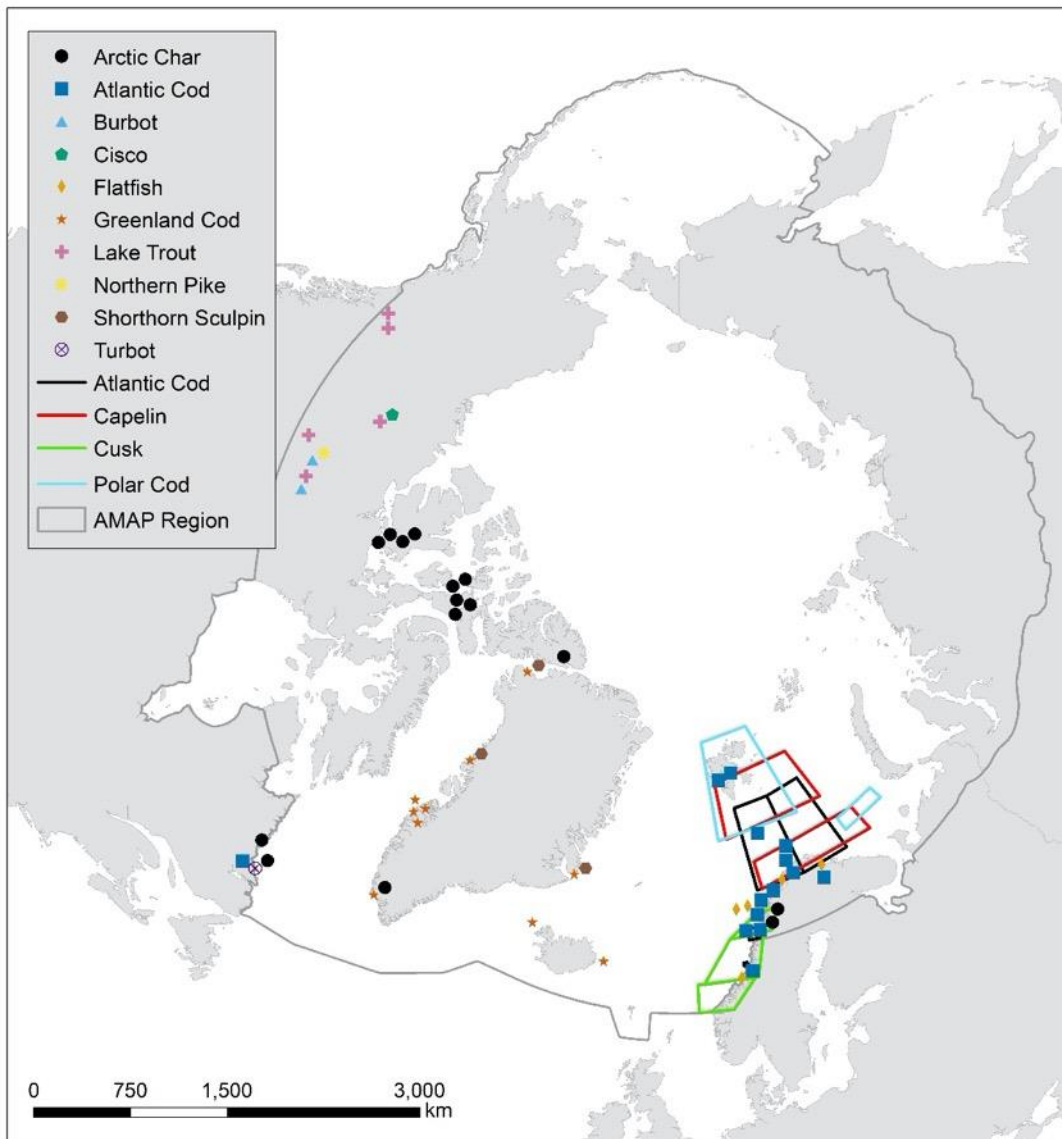 Arctic Char
Atlantic Cod
Burbot
Cisco
Flatfish
Greenland Cod
Lake Trout
Northern Pike
Shorthorn Sculpin
Turbot
Atlantic Cod
Capelin
Cusk
Polar Cod
AMAP Region
0 750 1,500 3,000
km